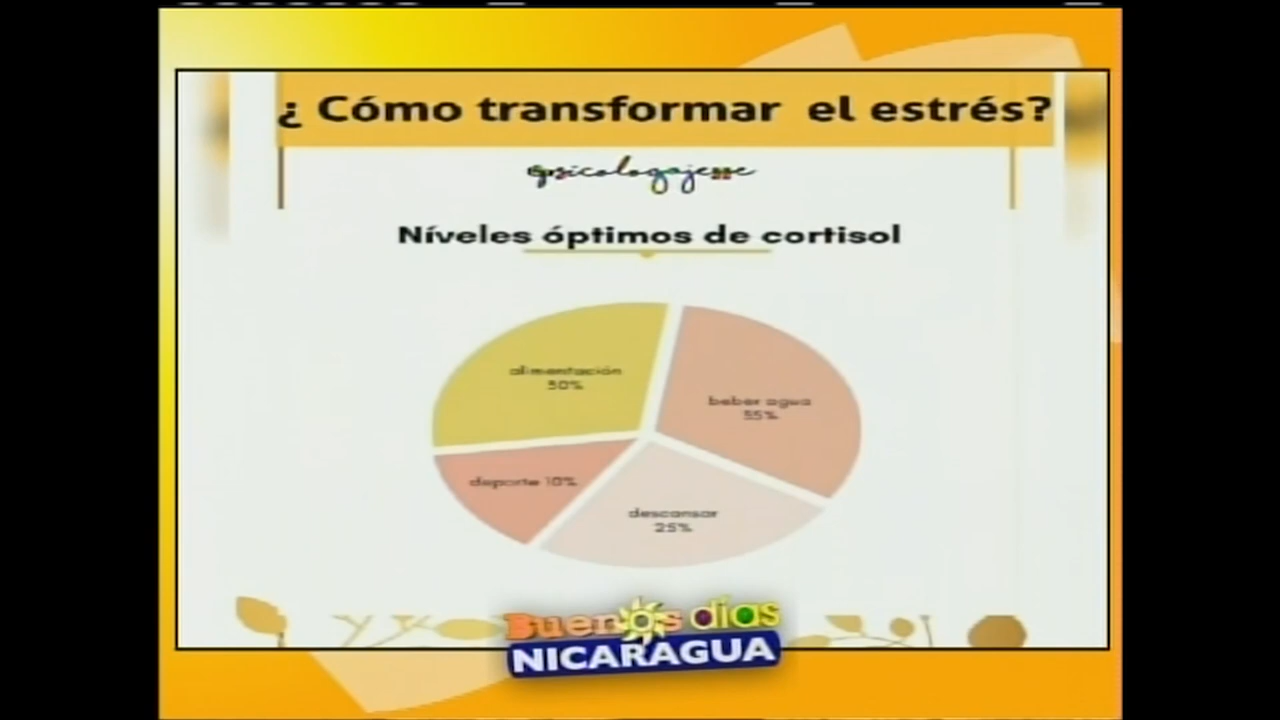 ¿ Cómo transformar el estrés?
@psicologajesse
Níveles óptimos de cortisol
alimentación
30%
beber agua
35%
deporte 10%
descansar
25%
Buenos días
NICARAGUA